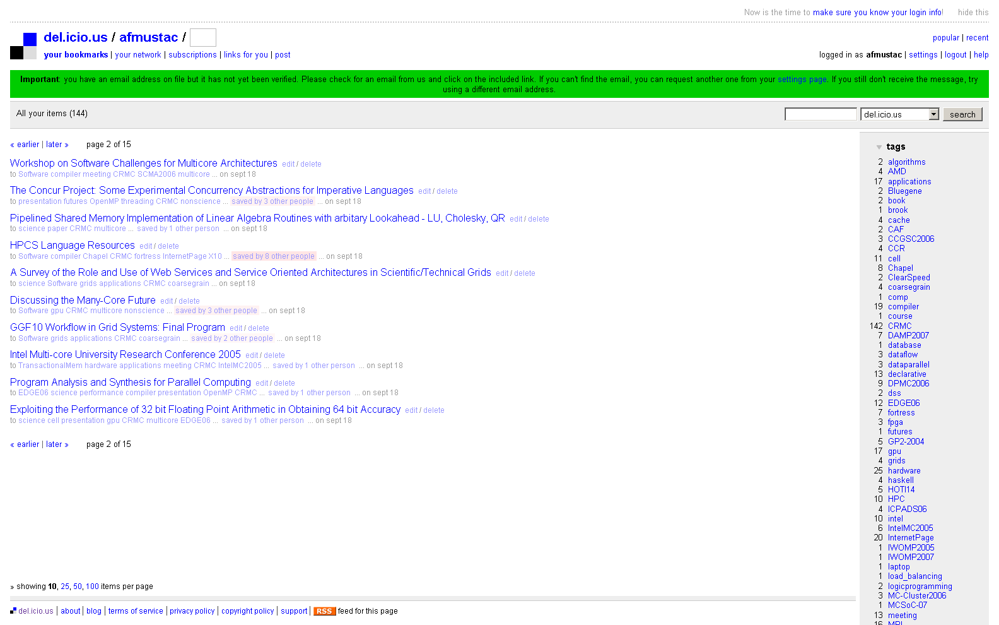 Now is the time to make sure you know your login info! hide this
del.icio.us / afmustac /
popular | recent
your bookmarks | your network | subscriptions | links for you | post
logged in as afmustac | settings | logout | help
Important: you have an email address on file but it has not yet been verified. Please check for an email from us and click on the included link. If you can't find the email, you can request another one from your settings page. If you still don't receive the message, try
using a different email address.
All your items (144)
del.icio.us search
« earlier | later » page 2 of 15
Workshop on Software Challenges for Multicore Architectures edit / delete
to Software compiler meeting CRMC SCMA2006 multicore ... on sept 18
The Concur Project: Some Experimental Concurrency Abstractions for Imperative Languages edit / delete
to presentation futures OpenMP threading CRMC nonscience ... saved by 3 other people ... on sept 18
Pipelined Shared Memory Implementation of Linear Algebra Routines with arbitary Lookahead - LU, Cholesky, QR edit / delete
to science paper CRMC multicore ... saved by 1 other person ... on sept 18
HPCS Language Resources edit / delete
to Software compiler Chapel CRMC fortress InternetPage X10 ... saved by 8 other people ... on sept 18
A Survey of the Role and Use of Web Services and Service Oriented Architectures in Scientific/Technical Grids edit / delete
to science Software grids applications CRMC coarsegrain ... on sept 18
Discussing the Many-Core Future edit / delete
to Software gpu CRMC multicore nonscience ... saved by 3 other people ... on sept 18
GGF10 Workflow in Grid Systems: Final Program edit / delete
to Software grids applications CRMC coarsegrain ... saved by 2 other people ... on sept 18
Intel Multi-core University Research Conference 2005 edit / delete
to TransactionalMem hardware applications meeting CRMC IntelMC2005 ... saved by 1 other person ... on sept 18
Program Analysis and Synthesis for Parallel Computing edit / delete
to EDGE06 science performance compiler presentation OpenMP CRMC ... saved by 1 other person ... on sept 18
Exploiting the Performance of 32 bit Floating Point Arithmetic in Obtaining 64 bit Accuracy edit / delete
to science cell presentation gpu CRMC multicore EDGE06 ... saved by 1 other person ... on sept 18
« earlier | later » page 2 of 15
» showing 10, 25, 50, 100 items per page
del.icio.us | about | blog | terms of service | privacy policy | copyright policy | support | RSS feed for this page
tags
2 algorithms
4 AMD
17 applications
2 Bluegene
2 book
1 brook
4 cache
2 CAF
3 CCGSC2006
4 CCR
11 cell
8 Chapel
2 ClearSpeed
4 coarsegrain
1 comp
19 compiler
1 course
142 CRMC
7 DAMP2007
1 database
3 dataflow
3 dataparallel
13 declarative
9 DPMC2006
2 dss
12 EDGE06
7 fortress
3 fpga
1 futures
5 GP2-2004
17 gpu
4 grids
25 hardware
4 haskell
5 HOTI14
10 HPC
4 ICPADS06
10 intel
6 IntelMC2005
20 InternetPage
1 IWOMP2005
1 IWOMP2007
1 laptop
1 load_balancing
2 logicprogramming
3 MC-Cluster2006
1 MCSoC-07
13 meeting
16 MPI